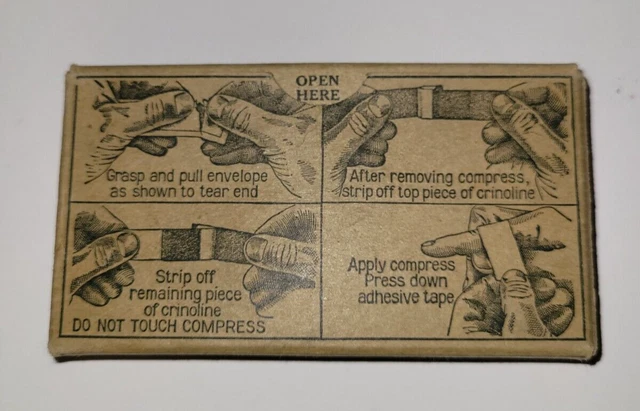 OPEN
HERE
Grasp and pull envelope
as shown to tear end
After removing compress,
strip off top piece of crinoline
Strip off
remaining piece
of crinoline
DO NOT TOUCH COMPRESS
Apply compress
Press down
adhesive tape